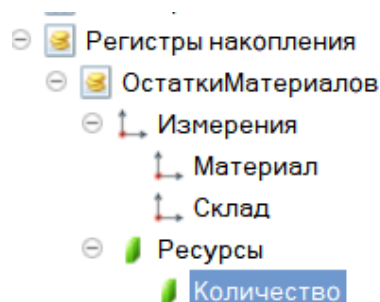 Регистры накопления
ОстаткиМатериалов
Измерения
Материал
Склад
Ресурсы
Количество